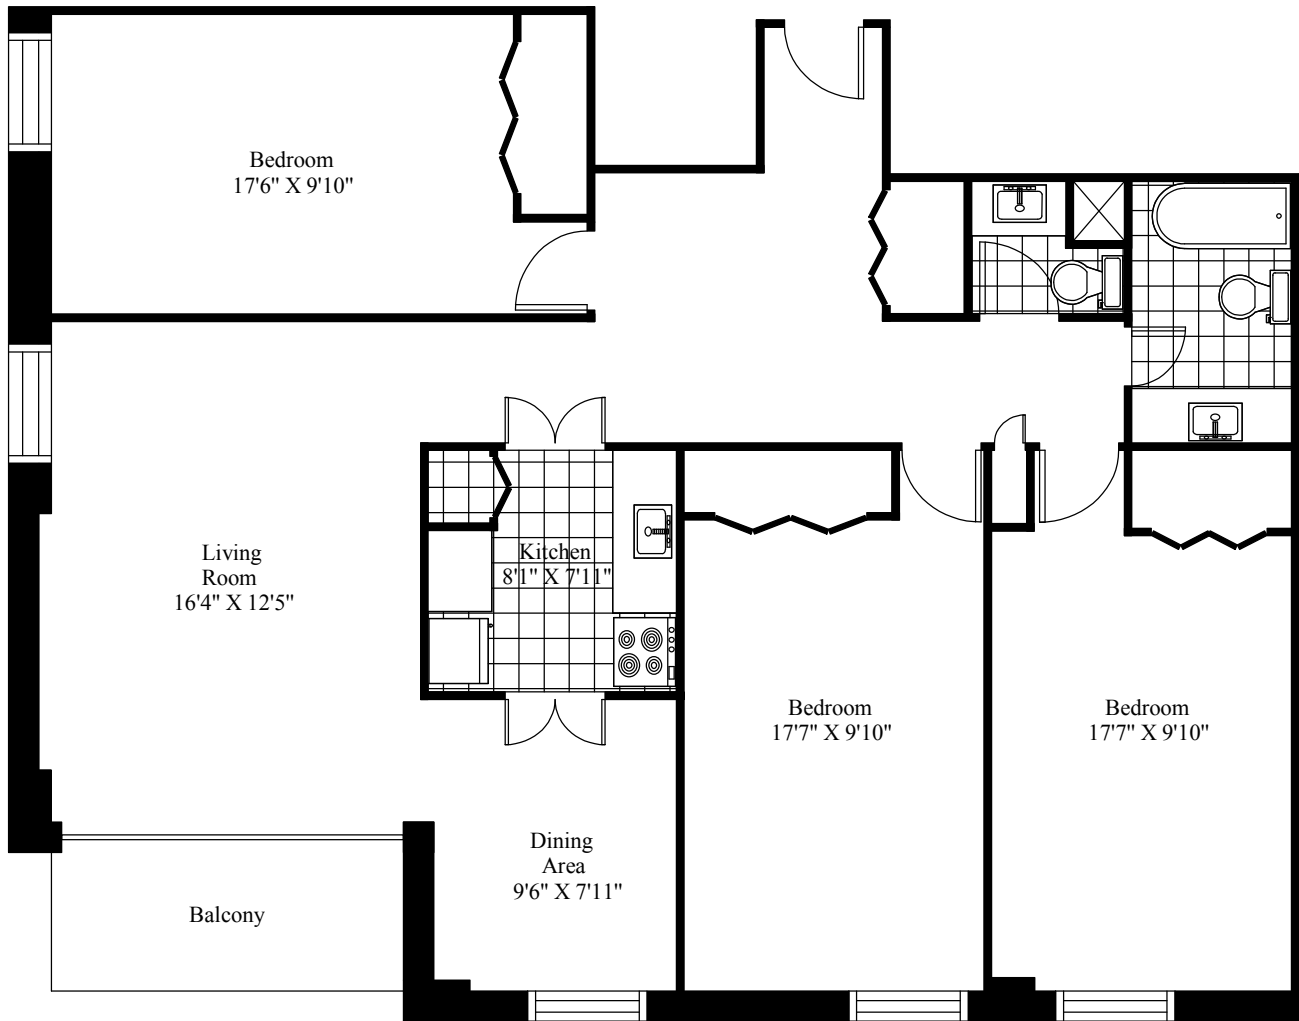 Bedroom
17'6" X 9'10"
Living
Room
16'4" X 12'5"
Kitchen
8'1" X 7'11"
Bedroom
17'7" X 9'10"
Bedroom
17'7" X 9'10"
Dining
Area
9'6" X 7'11"
Balcony